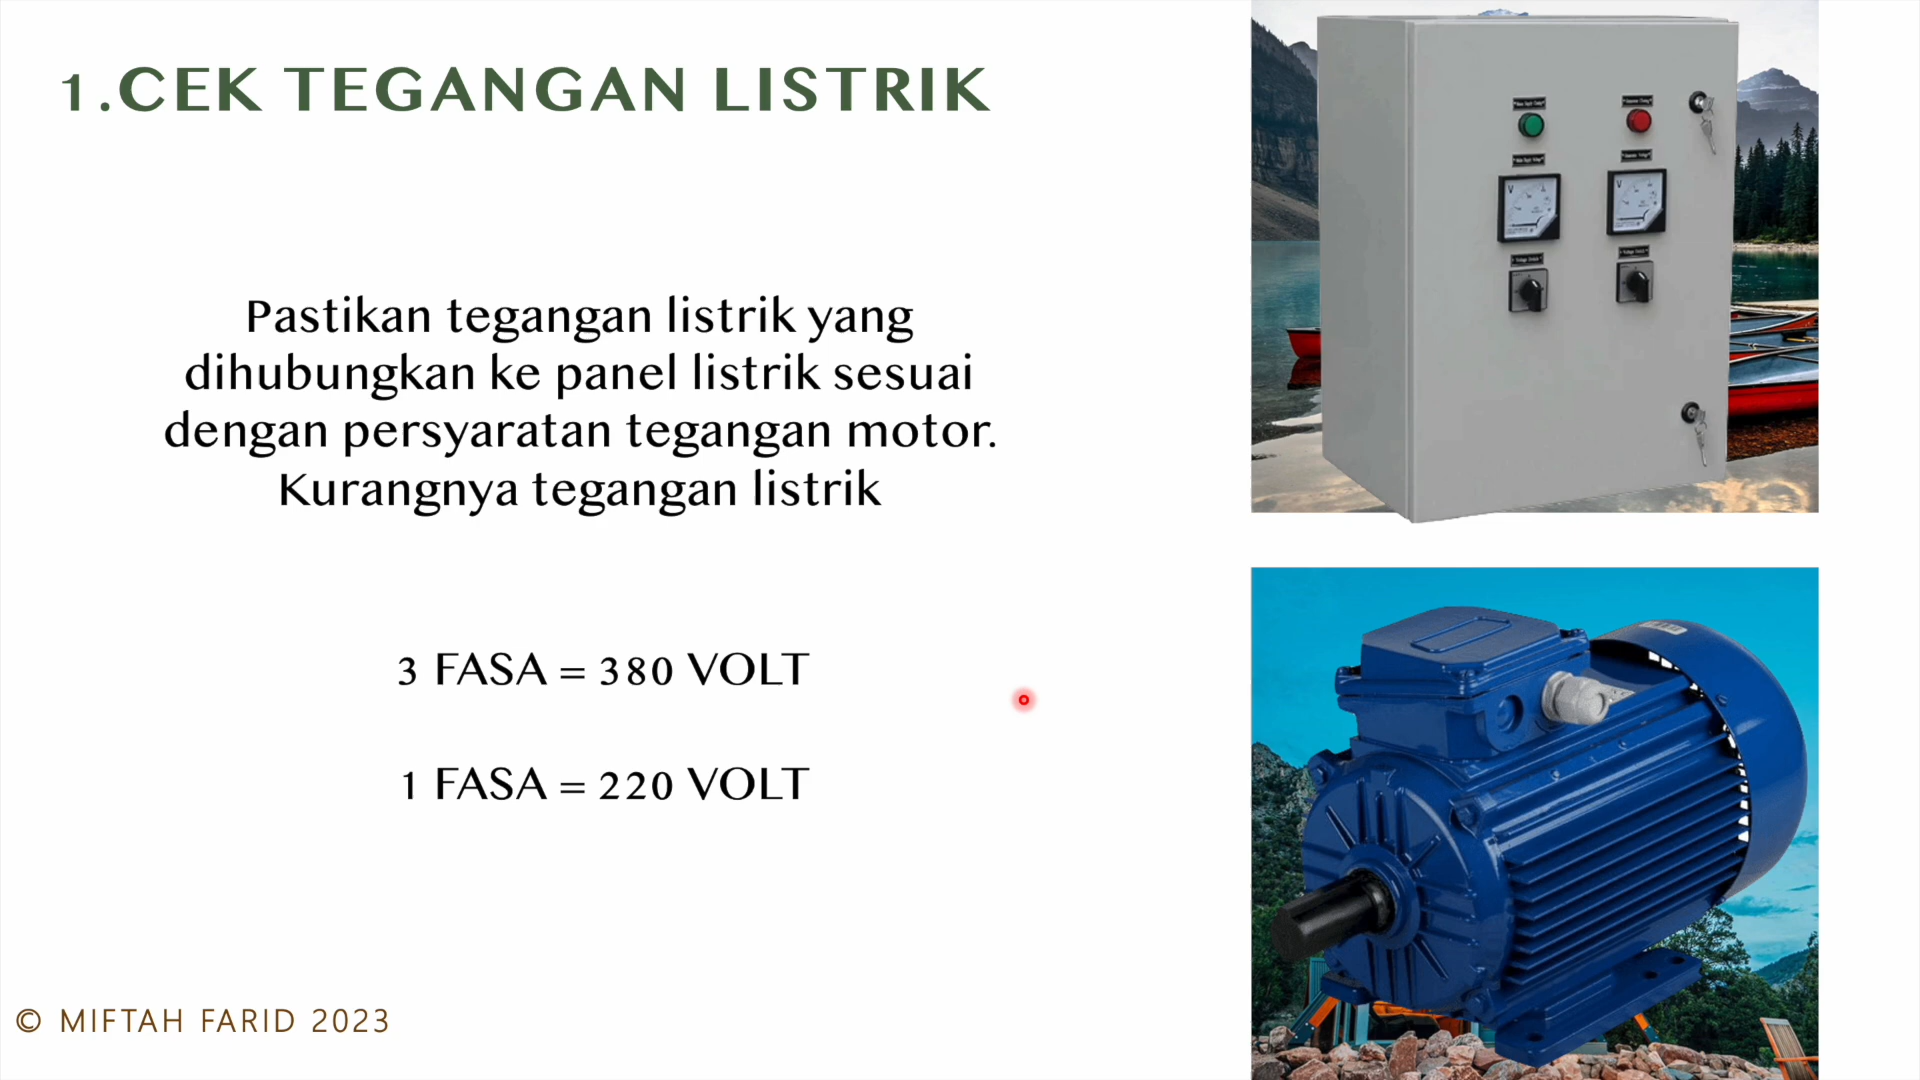 1.CEK TEGANGAN LISTRIK
Pastikan tegangan listrik yang
dihubungkan ke panel listrik sesuai
dengan persyaratan tegangan motor.
Kurangnya tegangan listrik
3 FASA = 380 VOLT
1 FASA = 220 VOLT
© MIFTAH FARID 2023
V
V